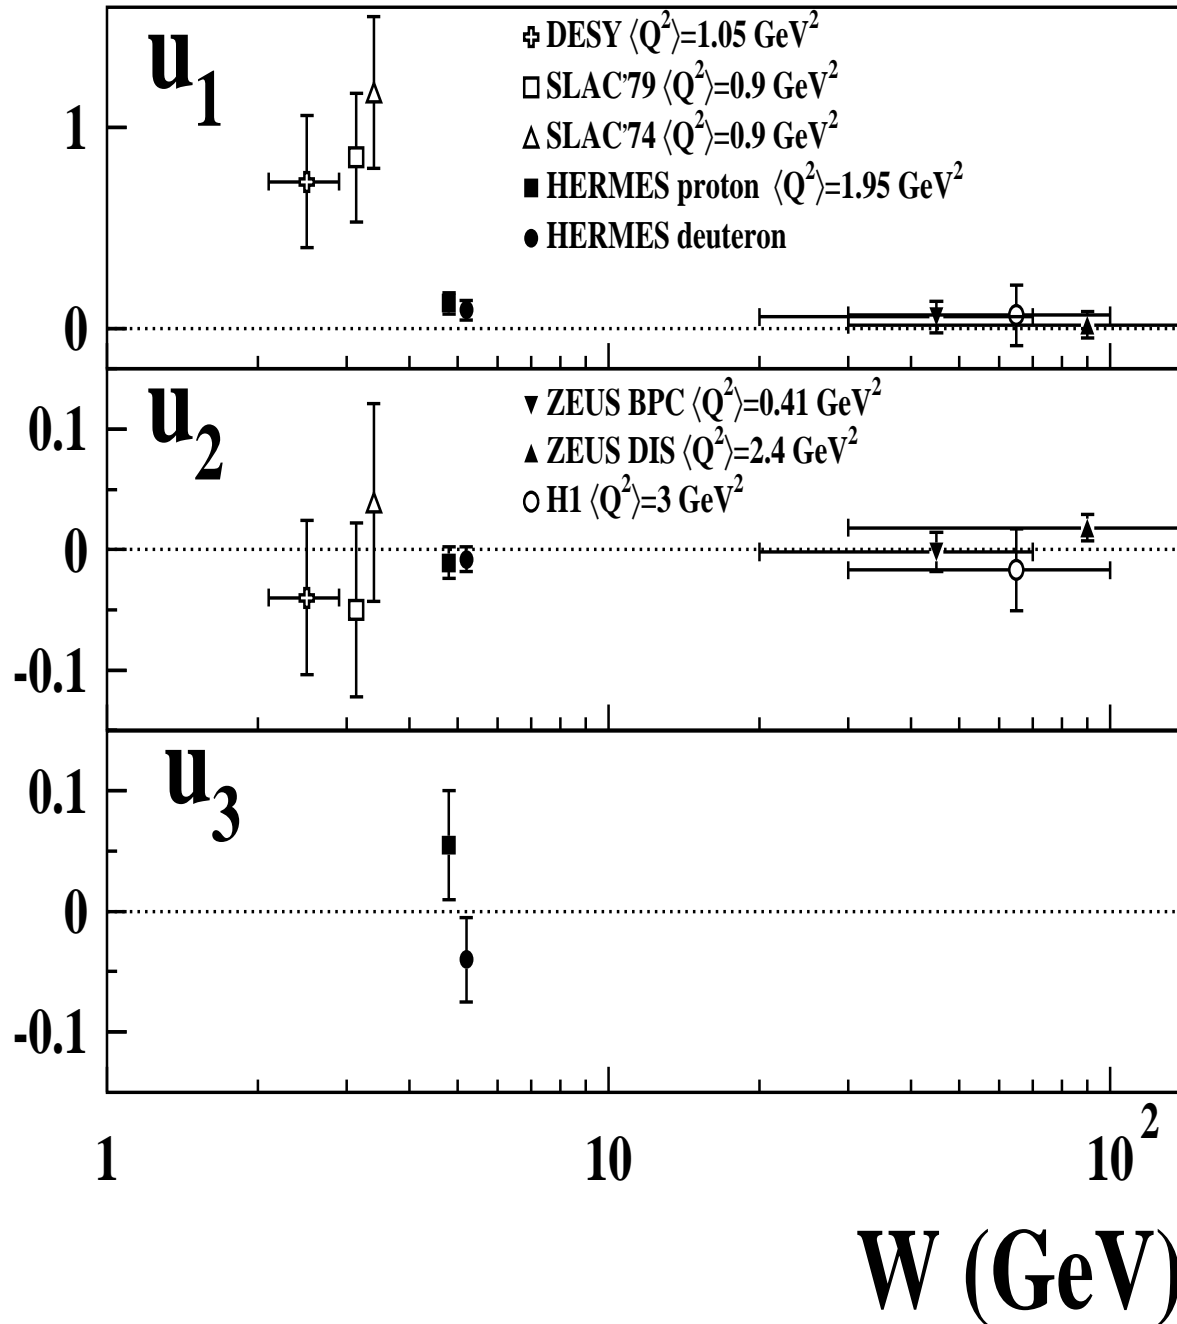 u₁
DESY ⟨Q²⟩=1.05 GeV²
SLAC'79 ⟨Q²⟩=0.9 GeV²
1
SLAC'74 ⟨Q²⟩=0.9 GeV²
HERMES proton ⟨Q²⟩=1.95 GeV²
HERMES deuteron
0
u₂
ZEUS BPC ⟨Q²⟩=0.41 GeV²
0.1
ZEUS DIS ⟨Q²⟩=2.4 GeV²
H1 ⟨Q²⟩=3 GeV²
0
-0.1
u₃
0.1
0
-0.1
1 10 10²
W (GeV)